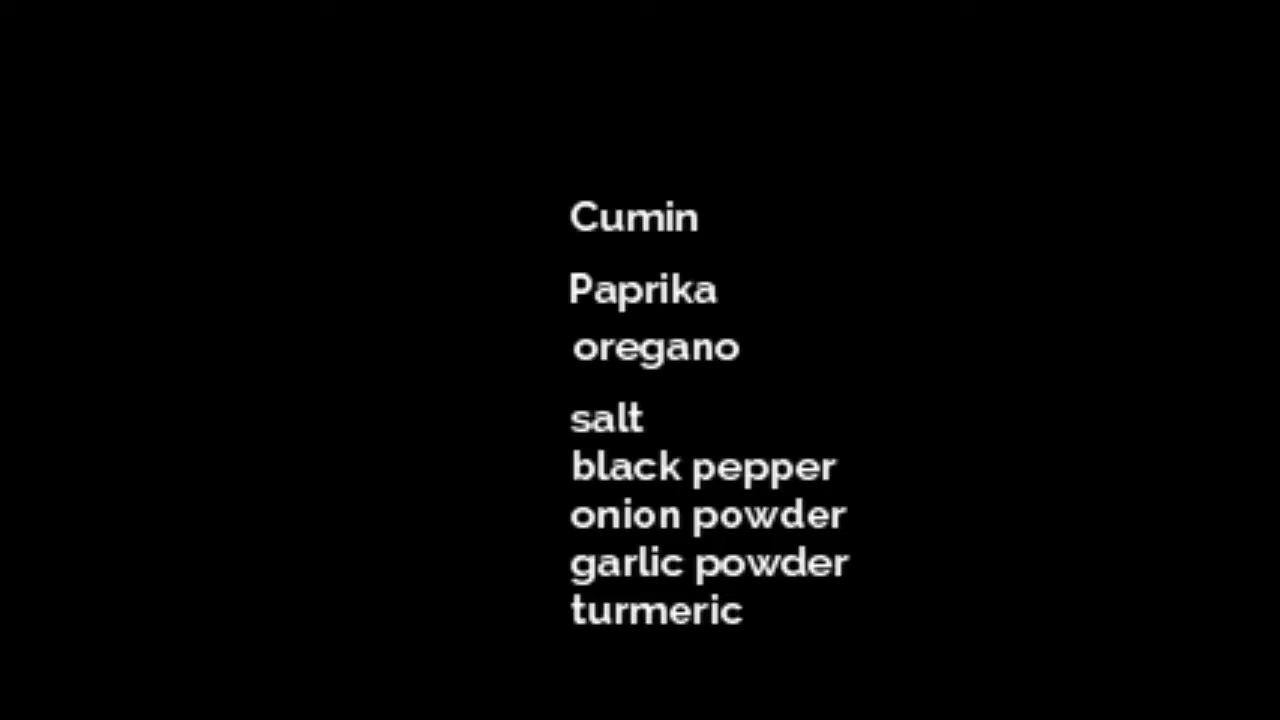 Cumin
Paprika
oregano
salt
black pepper
onion powder
garlic powder
turmeric